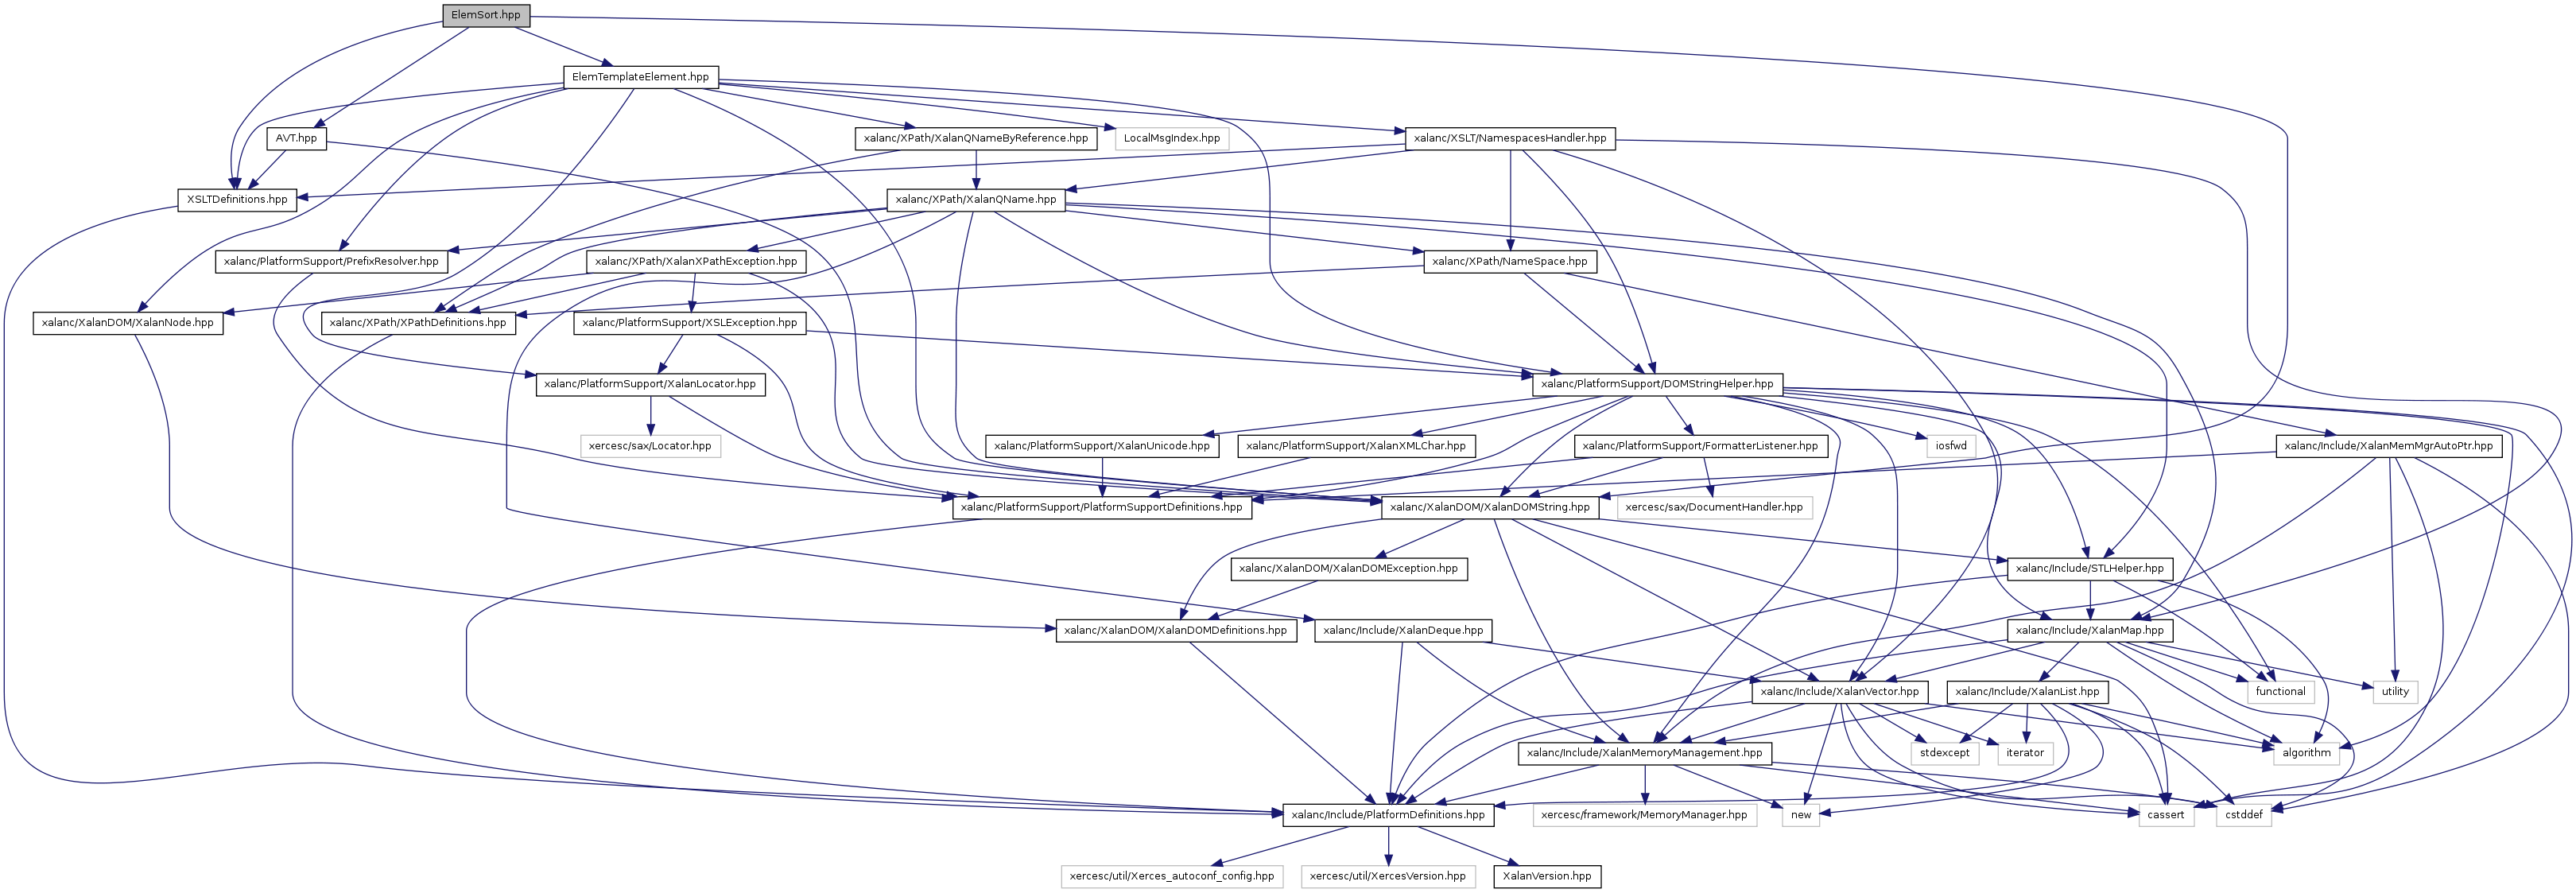 ElemSort.hpp
ElemTemplateElement.hpp
AVT.hpp
xalanc/XPath/XalanQNameByReference.hpp
LocalMsgIndex.hpp
xalanc/XSLT/NamespacesHandler.hpp
XSLTDefinitions.hpp
xalanc/XPath/XalanQName.hpp
xalanc/PlatformSupport/PrefixResolver.hpp
xalanc/XPath/XalanXPathException.hpp
xalanc/XPath/NameSpace.hpp
xalanc/XalanDOM/XalanNode.hpp
xalanc/XPath/XPathDefinitions.hpp
xalanc/PlatformSupport/XSLException.hpp
xalanc/PlatformSupport/XalanLocator.hpp
xalanc/PlatformSupport/DOMStringHelper.hpp
xercesc/sax/Locator.hpp
xalanc/PlatformSupport/XalanUnicode.hpp
xalanc/PlatformSupport/XalanXMLChar.hpp
xalanc/PlatformSupport/FormatterListener.hpp
iosfwd
xalanc/Include/XalanMemMgrAutoPtr.hpp
xalanc/PlatformSupport/PlatformSupportDefinitions.hpp
xalanc/XalanDOM/XalanDOMString.hpp
xercesc/sax/DocumentHandler.hpp
xalanc/XalanDOM/XalanDOMException.hpp
xalanc/Include/STLHelper.hpp
xalanc/XalanDOM/XalanDOMDefinitions.hpp
xalanc/Include/XalanDeque.hpp
xalanc/Include/XalanMap.hpp
xalanc/Include/XalanVector.hpp
xalanc/Include/XalanList.hpp
functional
utility
xalanc/Include/XalanMemoryManagement.hpp
stdexcept
iterator
algorithm
xalanc/Include/PlatformDefinitions.hpp
xercesc/framework/MemoryManager.hpp
new
cassert
cstddef
xercesc/util/Xerces_autoconf_config.hpp
xercesc/util/XercesVersion.hpp
XalanVersion.hpp